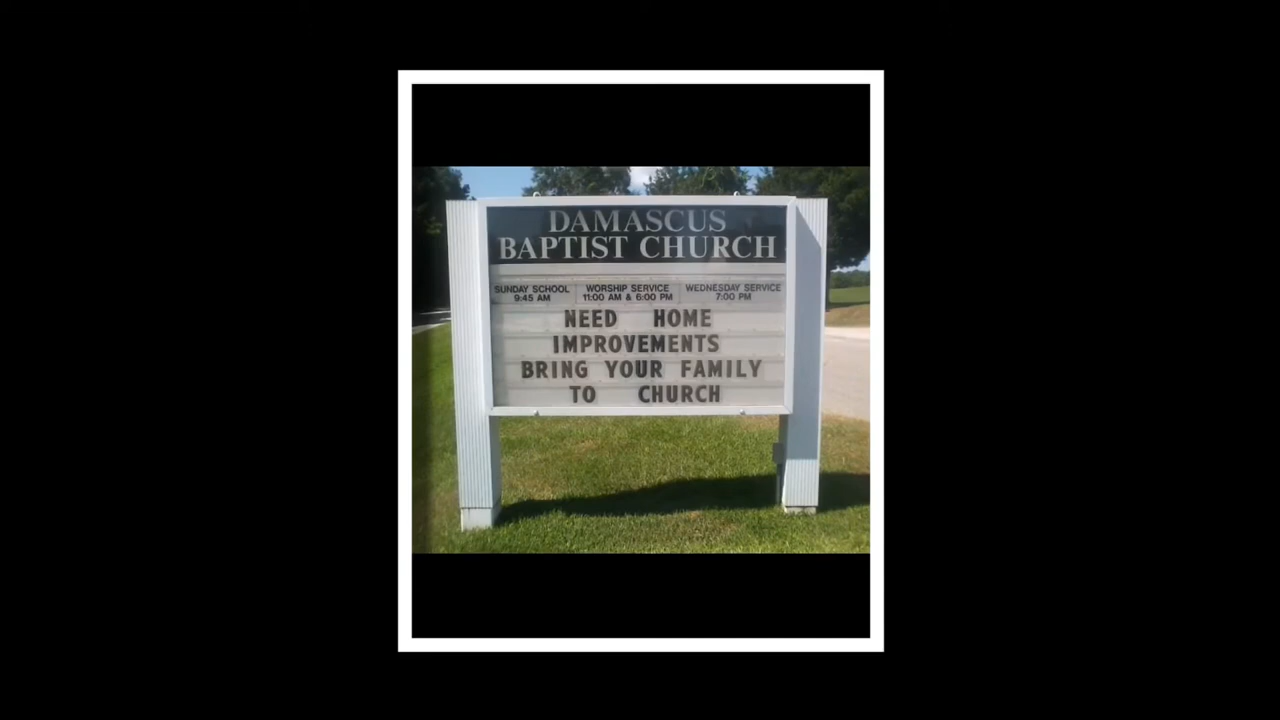 DAMASCUS
BAPTIST CHURCH
SUNDAY SCHOOL WORSHIP SERVICE WEDNESDAY SERVICE
9:45 AM 11:00 AM & 6:00 PM 7:00 PM
NEED HOME
IMPROVEMENTS
BRING YOUR FAMILY
TO CHURCH